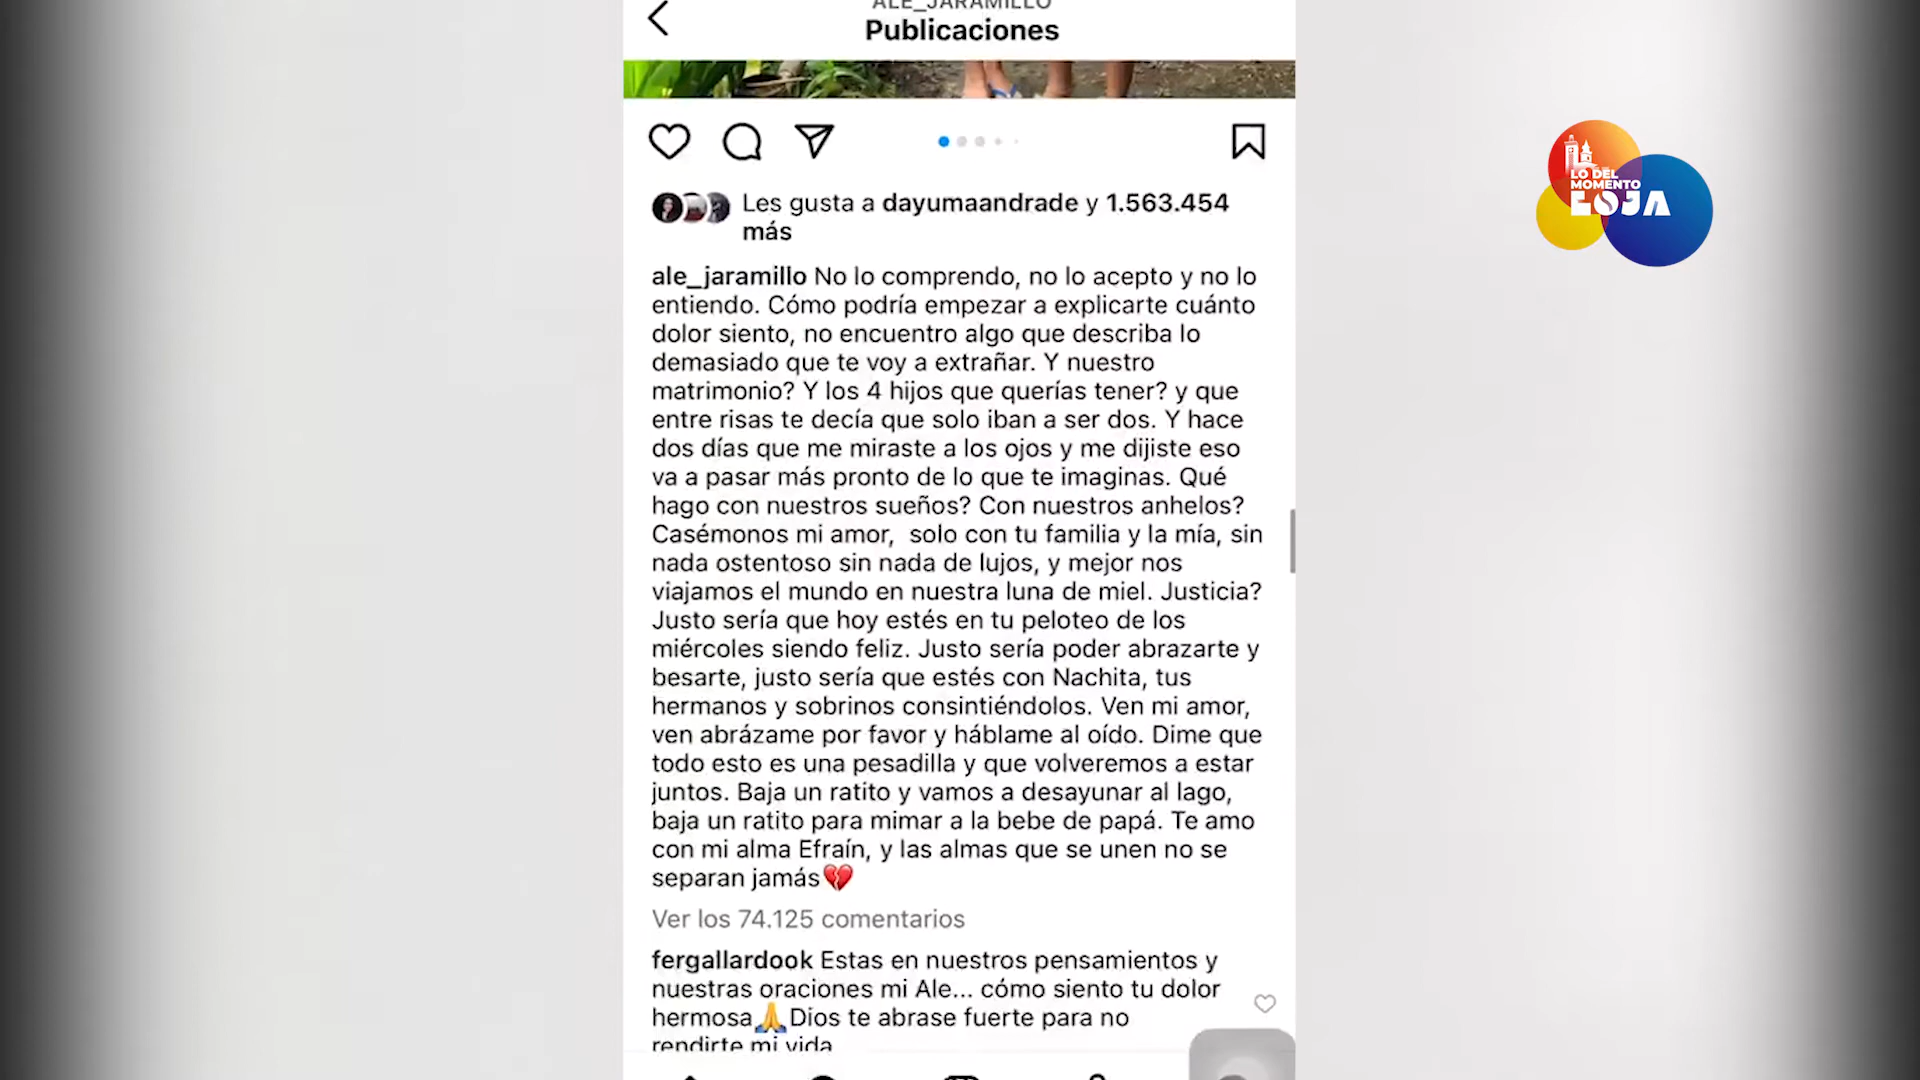 ALE_JARAMILLO
Publicaciones
LO DEL
MOMENTO
LOJA
Les gusta a dayumaandrade y 1.563.454
más
ale_jaramillo No lo comprendo, no lo acepto y no lo
entiendo. Cómo podría empezar a explicarte cuánto
dolor siento, no encuentro algo que describa lo
demasiado que te voy a extrañar. Y nuestro
matrimonio? Y los 4 hijos que querías tener? y que
entre risas te decía que solo iban a ser dos. Y hace
dos días que me miraste a los ojos y me dijiste eso
va a pasar más pronto de lo que te imaginas. Qué
hago con nuestros sueños? Con nuestros anhelos?
Casémonos mi amor,  solo con tu familia y la mía, sin
nada ostentoso sin nada de lujos, y mejor nos
viajamos el mundo en nuestra luna de miel. Justicia?
Justo sería que hoy estés en tu peloteo de los
miércoles siendo feliz. Justo sería poder abrazarte y
besarte, justo sería que estés con Nachita, tus
hermanos y sobrinos consintiéndolos. Ven mi amor,
ven abrázame por favor y háblame al oído. Dime que
todo esto es una pesadilla y que volveremos a estar
juntos. Baja un ratito y vamos a desayunar al lago,
baja un ratito para mimar a la bebe de papá. Te amo
con mi alma Efraín, y las almas que se unen no se
separan jamás💔
Ver los 74.125 comentarios
fergallardook Estas en nuestros pensamientos y
nuestras oraciones mi Ale... cómo siento tu dolor
hermosa🙏Dios te abrase fuerte para no
rendirte mi vida